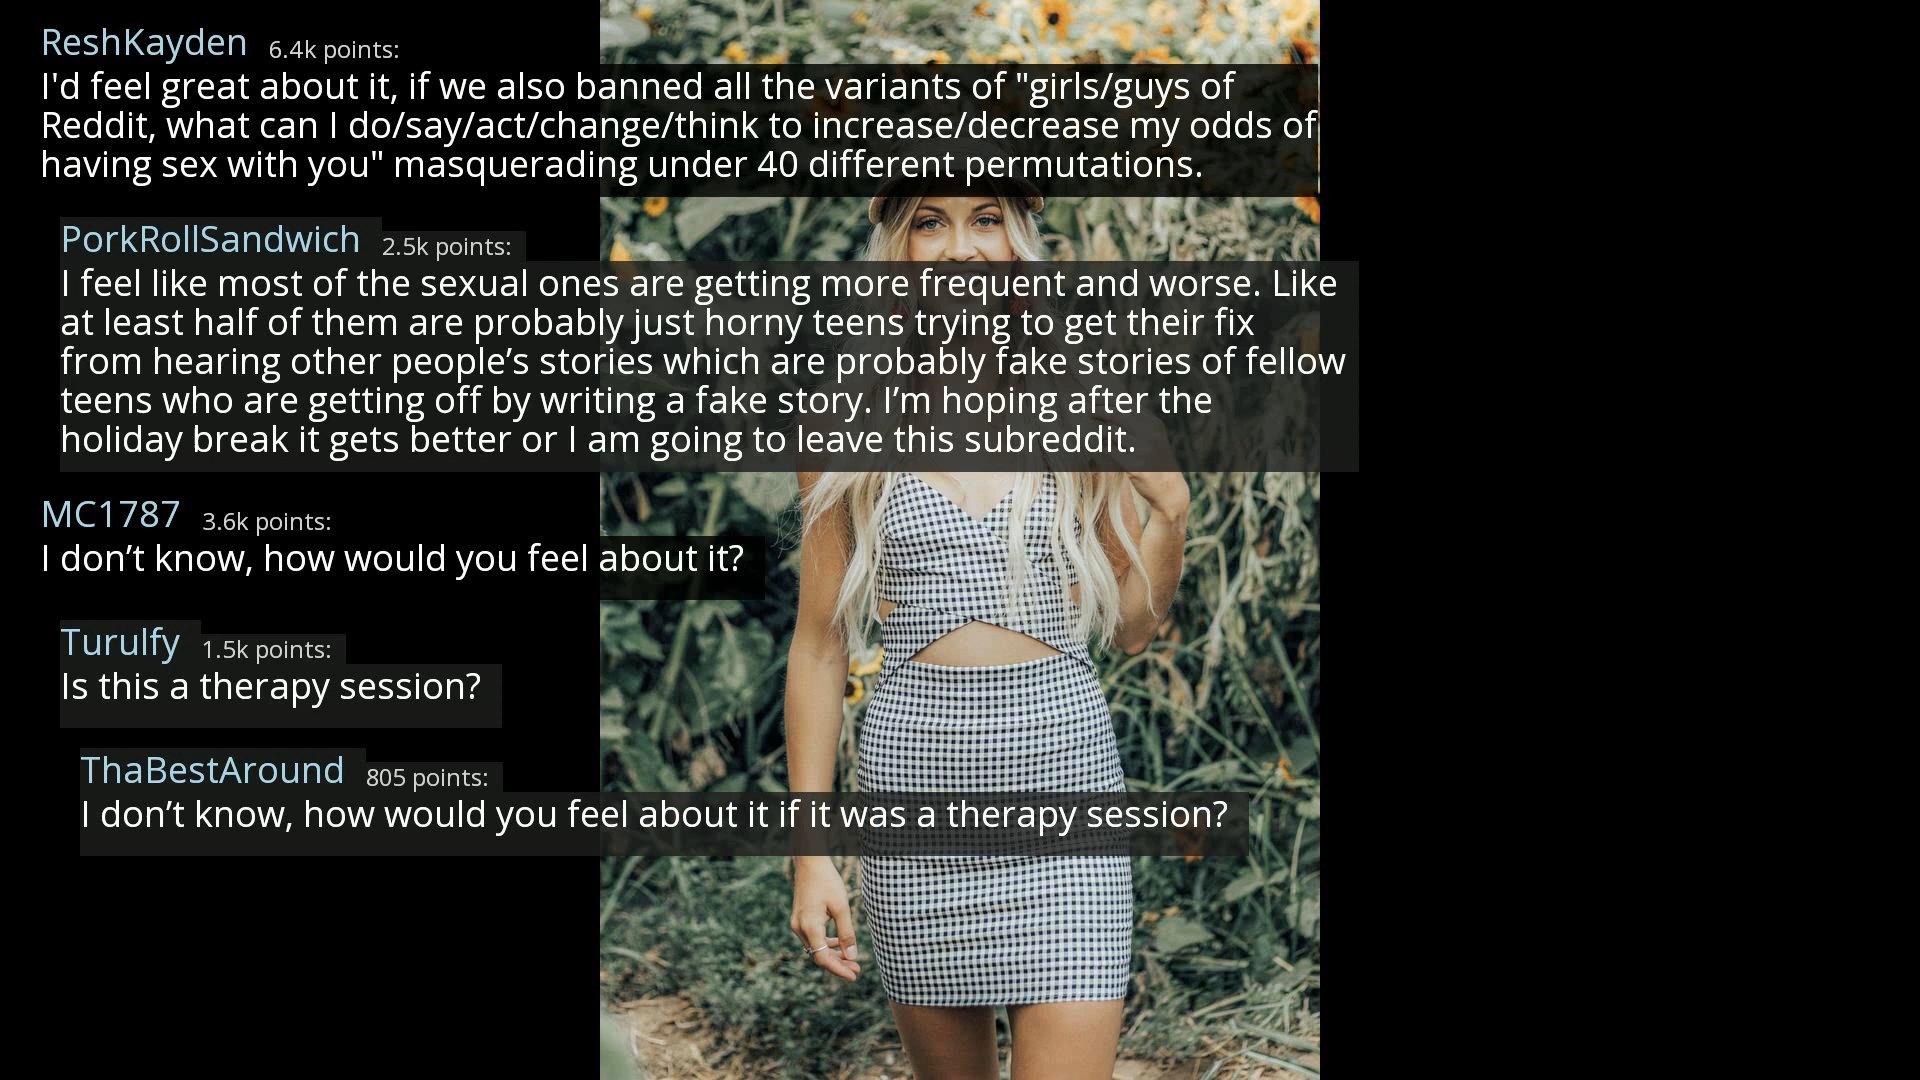 ReshKayden 6.4k points:
I'd feel great about it, if we also banned all the variants of "girls/guys of
Reddit, what can I do/say/act/change/think to increase/decrease my odds of
having sex with you" masquerading under 40 different permutations.
PorkRollSandwich 2.5k points:
I feel like most of the sexual ones are getting more frequent and worse. Like
at least half of them are probably just horny teens trying to get their fix
from hearing other people’s stories which are probably fake stories of fellow
teens who are getting off by writing a fake story. I’m hoping after the
holiday break it gets better or I am going to leave this subreddit.
MC1787 3.6k points:
I don’t know, how would you feel about it?
Turulfy 1.5k points:
Is this a therapy session?
ThaBestAround 805 points:
I don’t know, how would you feel about it if it was a therapy session?